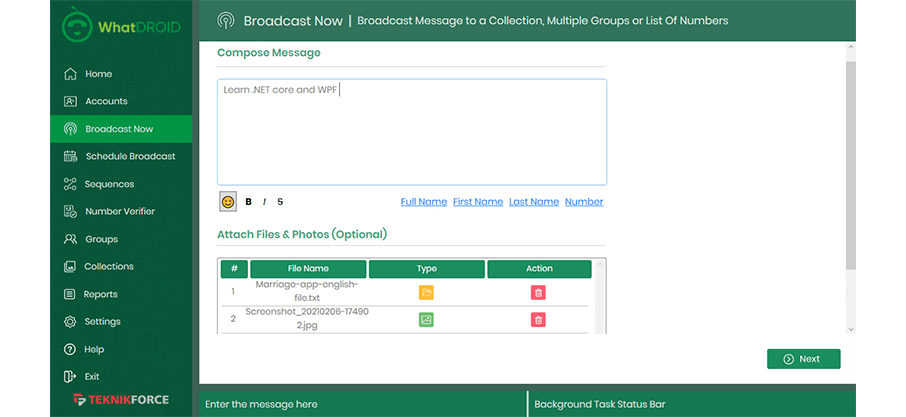 WhatDROID
Home
Accounts
Broadcast Now
Schedule Broadcast
Sequences
Number Verifier
Groups
Collections
Reports
Settings
Help
Exit
TEKNIKFORCE
Broadcast Now | Broadcast Message to a Collection, Multiple Groups or List Of Numbers
Compose Message
Learn .NET core and WPF
B I S Full Name First Name Last Name Number
Attach Files & Photos (Optional)
# File Name Type Action
1 Marriage-app-english-
file.txt
2 Screenshot_20210206-17490
2.jpg
Next
Enter the message here
Background Task Status Bar